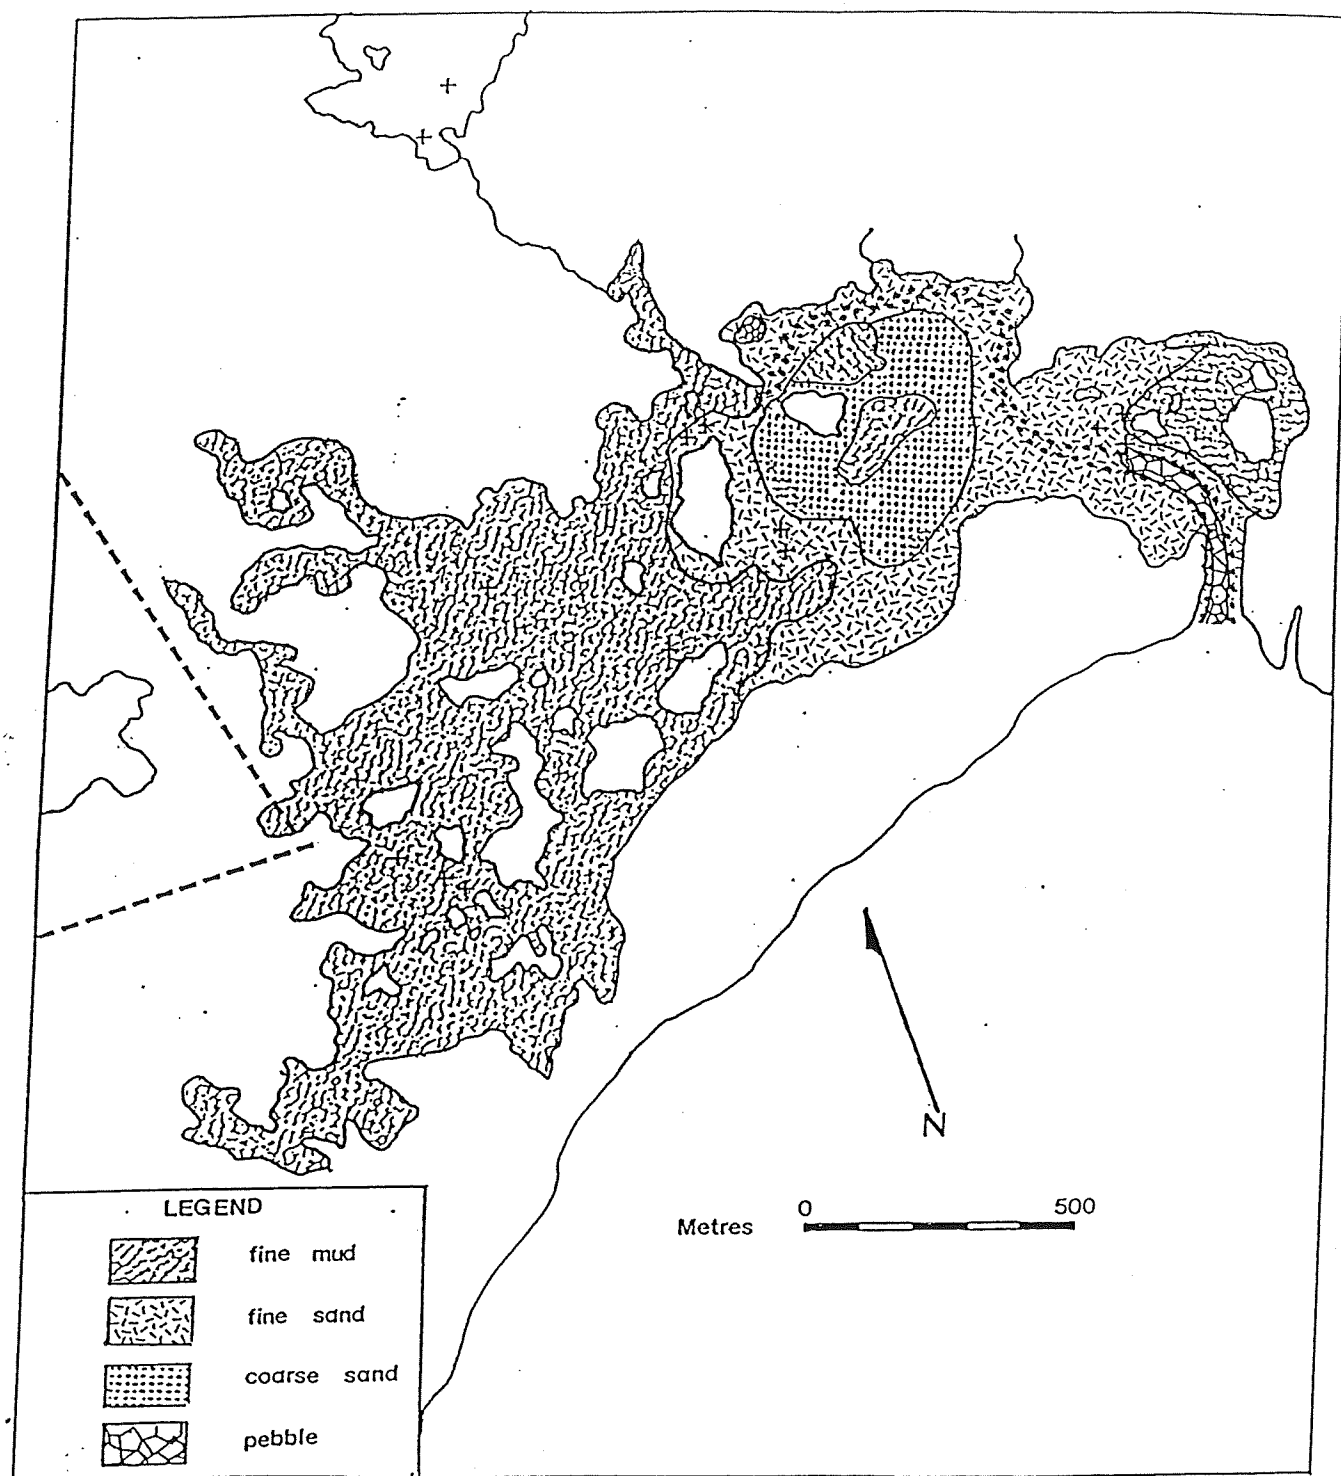 N
0 500
Metres
LEGEND
fine mud
fine sand
coarse sand
pebble